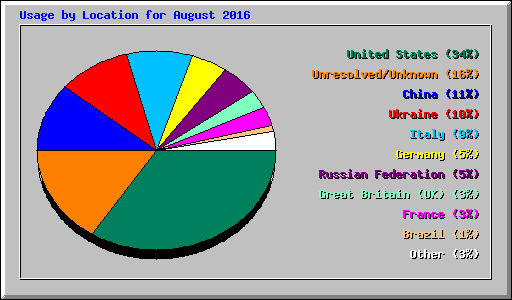 Usage by Location for August 2016
United States (34%)
Unresolved/Unknown (16%)
China (11%)
Ukraine (10%)
Italy (9%)
Germany (5%)
Russian Federation (5%)
Great Britain (UK) (3%)
France (3%)
Brazil (1%)
Other (3%)